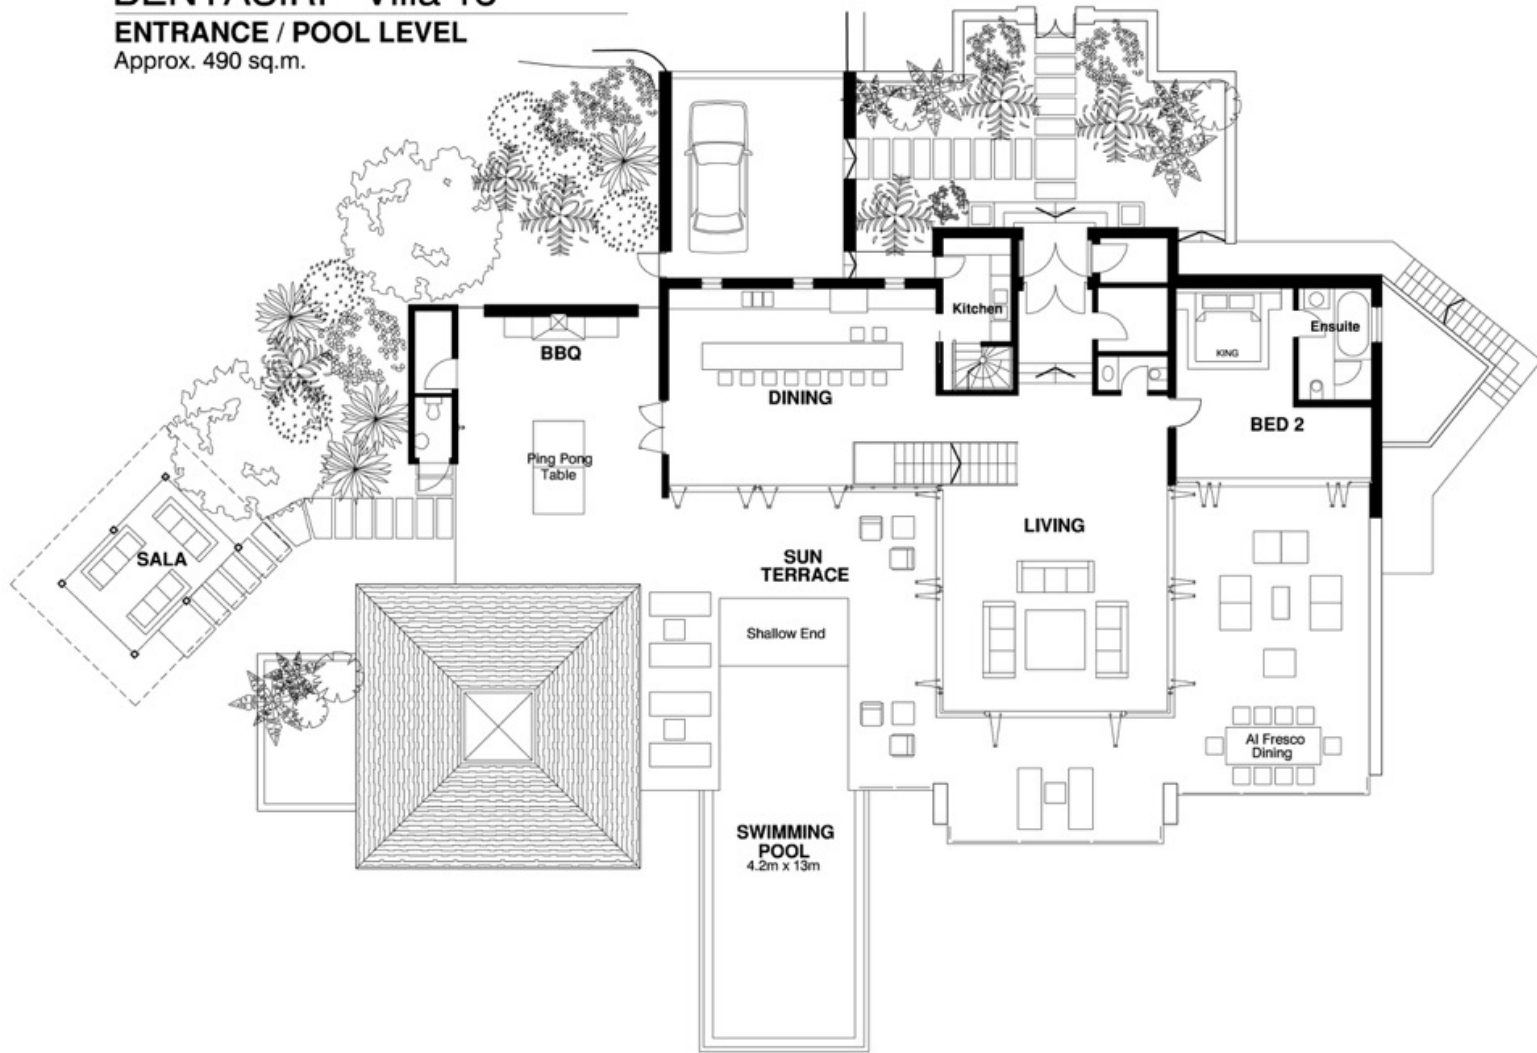 ENTRANCE / POOL LEVEL
Approx. 490 sq.m.
Kitchen
BBQ
Ensuite
KING
DINING
BED 2
Ping Pong
Table
LIVING
SALA
SUN
TERRACE
Shallow End
Al Fresco
Dining
SWIMMING
POOL
4.2m x 13m